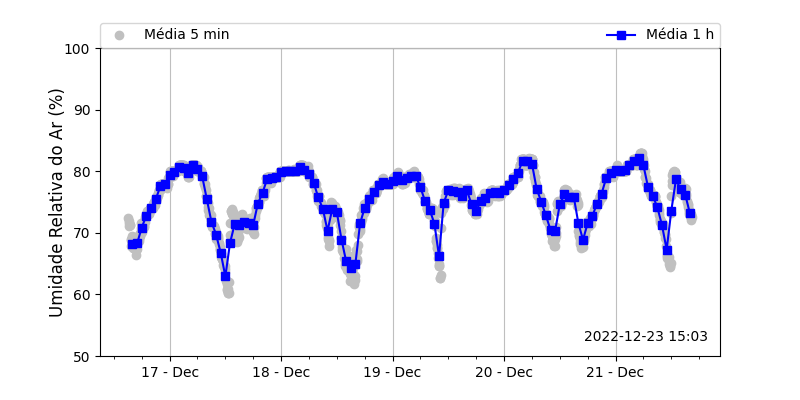 Média 5 min
Média 1 h
Umidade Relativa do Ar (%)
100
90
80
70
60
50
2022-12-23 15:03
17 - Dec
18 - Dec
19 - Dec
20 - Dec
21 - Dec